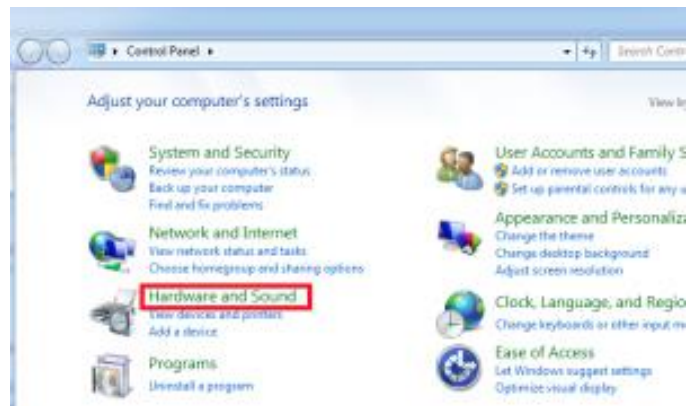 Control Panel
Search Contr
Adjust your computer's settings
View by
System and Security
Review your computer's status
Back up your computer
Find and fix problems
Network and Internet
View network status and tasks
Choose homegroup and sharing options
Hardware and Sound
View devices and printers
Add a device
Programs
Uninstall a program
User Accounts and Family S
Add or remove user accounts
Set up parental controls for any u
Appearance and Personaliza
Change the theme
Change desktop background
Adjust screen resolution
Clock, Language, and Regio
Change keyboards or other input me
Ease of Access
Let Windows suggest settings
Optimize visual display